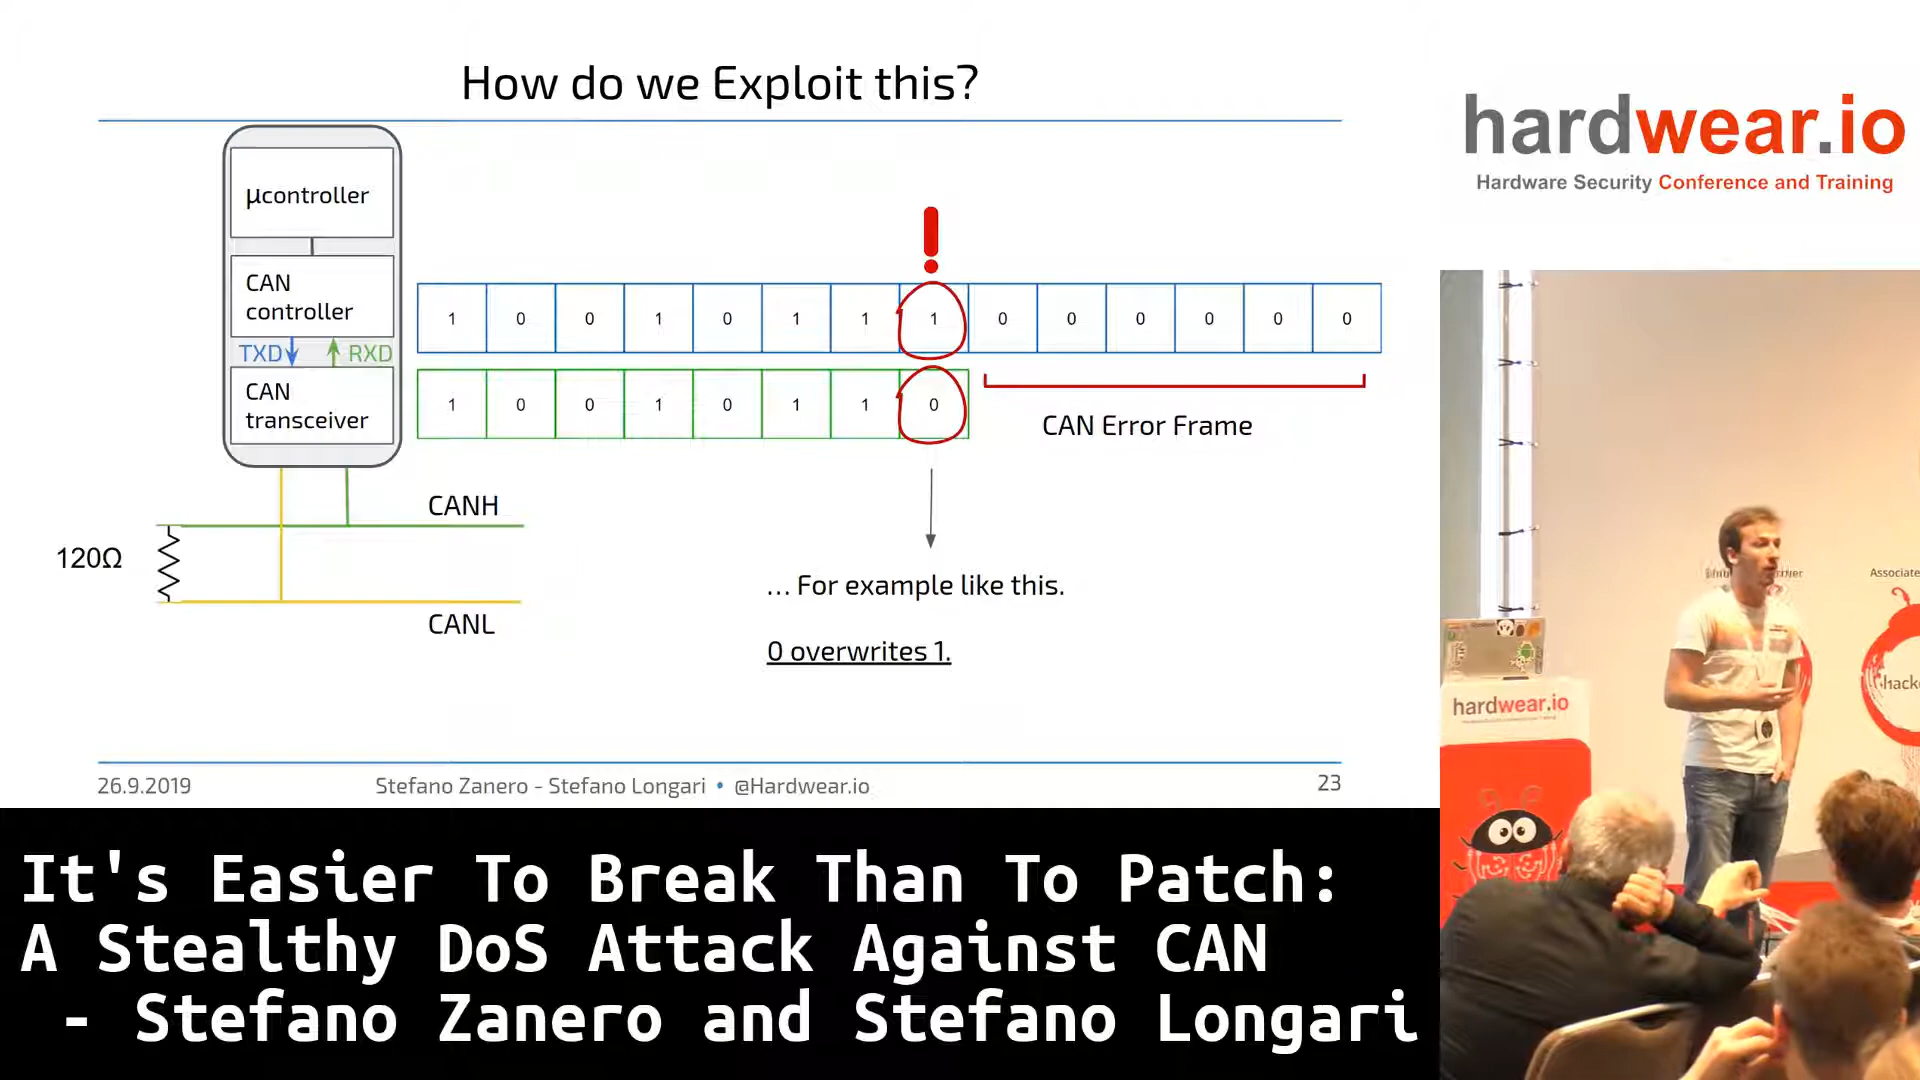 How do we Exploit this?
µcontroller
CAN
controller
TXD
RXD
CAN
transceiver
1 0 0 1 0 1 1 1 0 0 0 0 0 0
1 0 0 1 0 1 1 0
CAN Error Frame
CANH
120Ω
CANL
... For example like this.
0 overwrites 1.
26.9.2019
Stefano Zanero - Stefano Longari • @Hardwear.io
23
hardwear.io
Hardware Security Conference and Training
Associate
hardwear.io
It's Easier To Break Than To Patch:
A Stealthy DoS Attack Against CAN
- Stefano Zanero and Stefano Longari